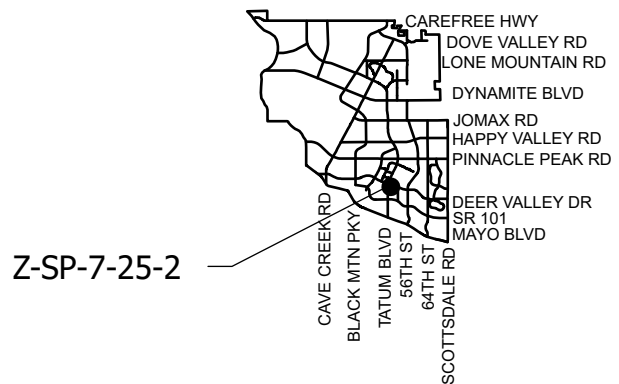 CAREFREE HWY
DOVE VALLEY RD
LONE MOUNTAIN RD
DYNAMITE BLVD
JOMAX RD
HAPPY VALLEY RD
PINNACLE PEAK RD
DEER VALLEY DR
SR 101
MAYO BLVD
Z-SP-7-25-2
CAVE CREEK RD
BLACK MTN PKY
TATUM BLVD
56TH ST
64TH ST
SCOTTSDALE RD